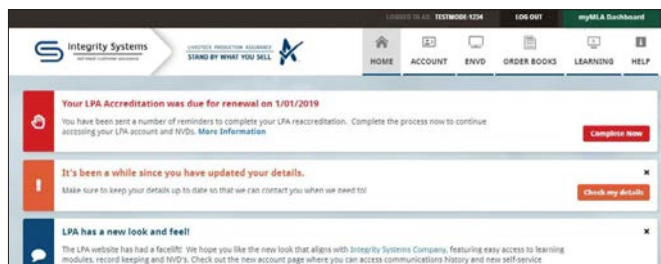 LOGGED IN AS: TESTMODE-1234 LOG OUT myMLA Dashboard
Integrity Systems
LIVESTOCK PRODUCTION ASSURANCE
STAND BY WHAT YOU SELL
HOME ACCOUNT ENVD ORDER BOOKS LEARNING HELP
Your LPA Accreditation was due for renewal on 1/01/2019
You have been sent a number of reminders to complete your LPA reaccreditation. Complete the process now to continue
accessing your LPA account and NVDs. More Information
Complete Now
It's been a while since you have updated your details.
Make sure to keep your details up to date so that we can contact you when we need to!
Check my details
LPA has a new look and feel!
The LPA website has had a facelift! We hope you like the new look that aligns with Integrity Systems Company, featuring easy access to learning
modules, record keeping and NVD's. Check out the new account page where you can access communications history and new self-service